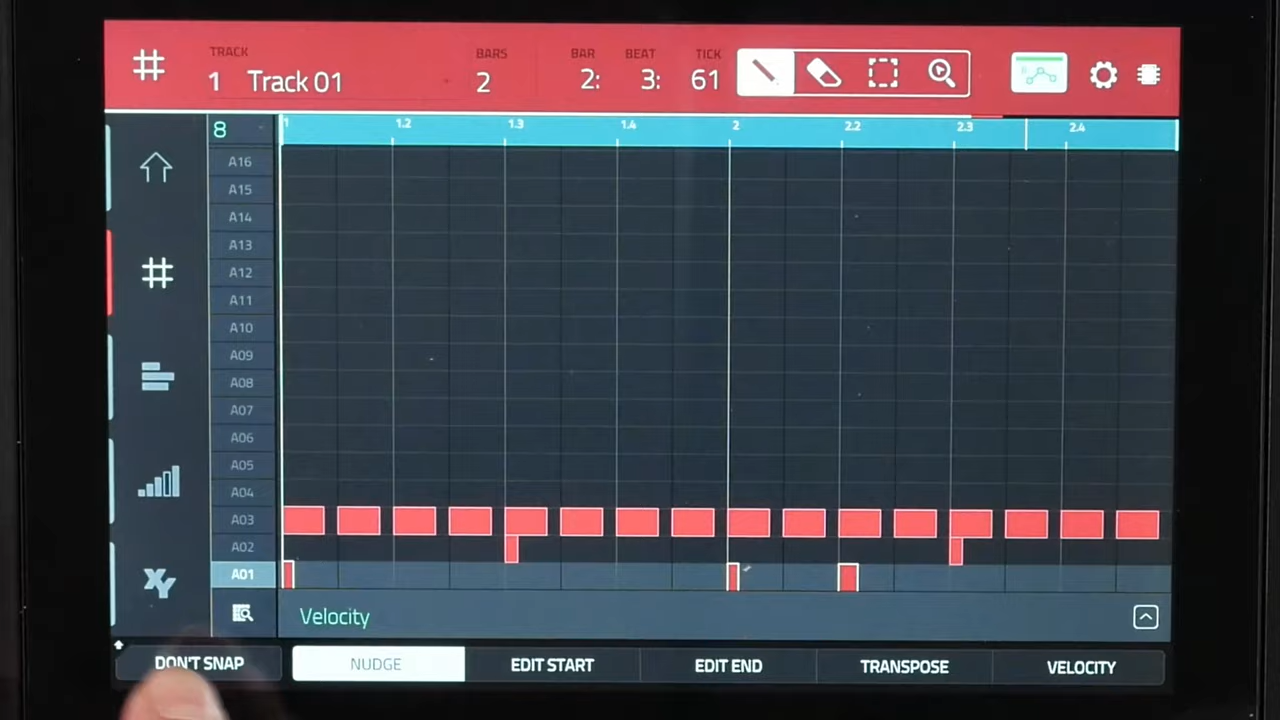 TRACK BARS BAR BEAT TICK
1 Track 01 2 2: 3: 61
8 1 1.2 1.3 1.4 2 2.2 2.3 2.4
A16
A15
A14
A13
A12
A11
A10
A09
A08
A07
A06
A05
A04
A03
A02
A01
XY
Velocity
DON'T SNAP NUDGE EDIT START EDIT END TRANSPOSE VELOCITY